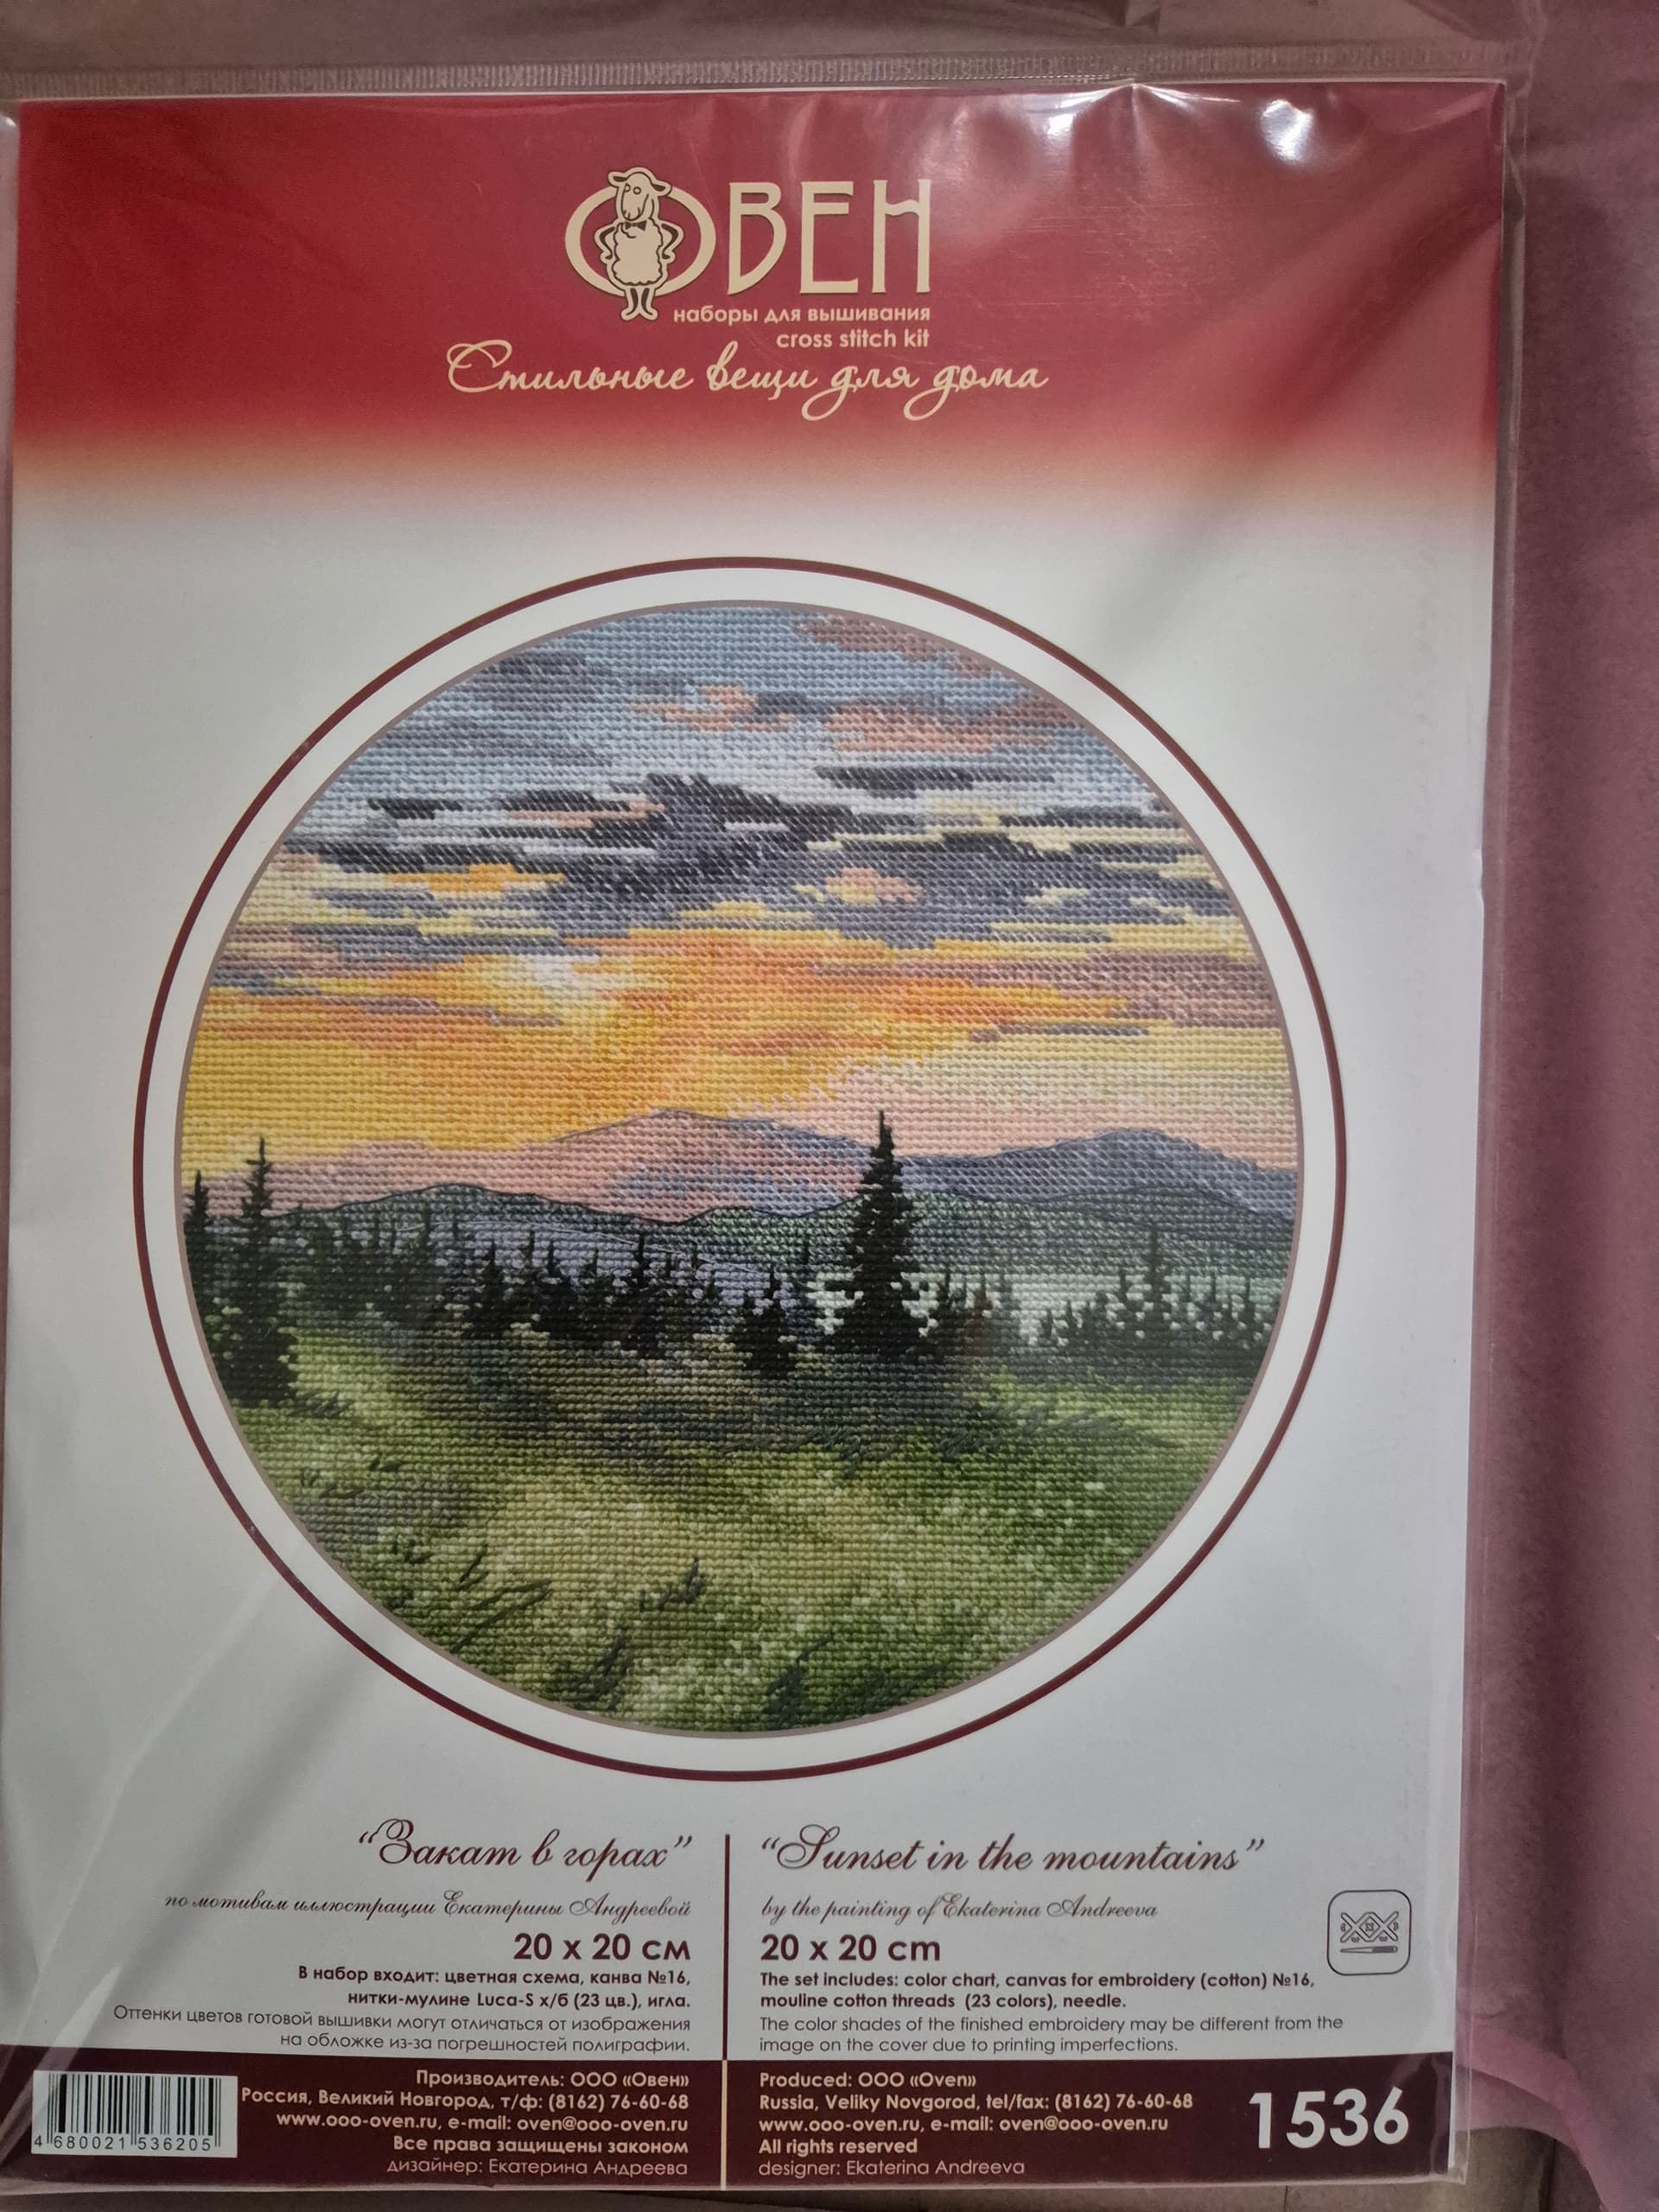 ОВЕН
наборы для вышивания
cross stitch kit
Стильные вещи для дома
“Закат в горах”
по мотивам иллюстрации Екатерины Андреевой
20 х 20 см
В набор входит: цветная схема, канва №16,
нитки-мулине Luca-S х/б (23 цв.), игла.
Оттенки цветов готовой вышивки могут отличаться от изображения
на обложке из-за погрешностей полиграфии.
“Sunset in the mountains”
by the painting of Ekaterina Andreeva
20 x 20 cm
The set includes: color chart, canvas for embroidery (cotton) №16,
mouline cotton threads (23 colors), needle.
The color shades of the finished embroidery may be different from the
image on the cover due to printing imperfections.
4 680021 536205
Производитель: ООО «Овен»
Россия, Великий Новгород, т/ф: (8162) 76-60-68
www.ooo-oven.ru, e-mail: oven@ooo-oven.ru
Все права защищены законом
дизайнер: Екатерина Андреева
Produced: OOO «Oven»
Russia, Veliky Novgorod, tel/fax: (8162) 76-60-68
www.ooo-oven.ru, e-mail: oven@ooo-oven.ru
All rights reserved
designer: Ekaterina Andreeva
1536